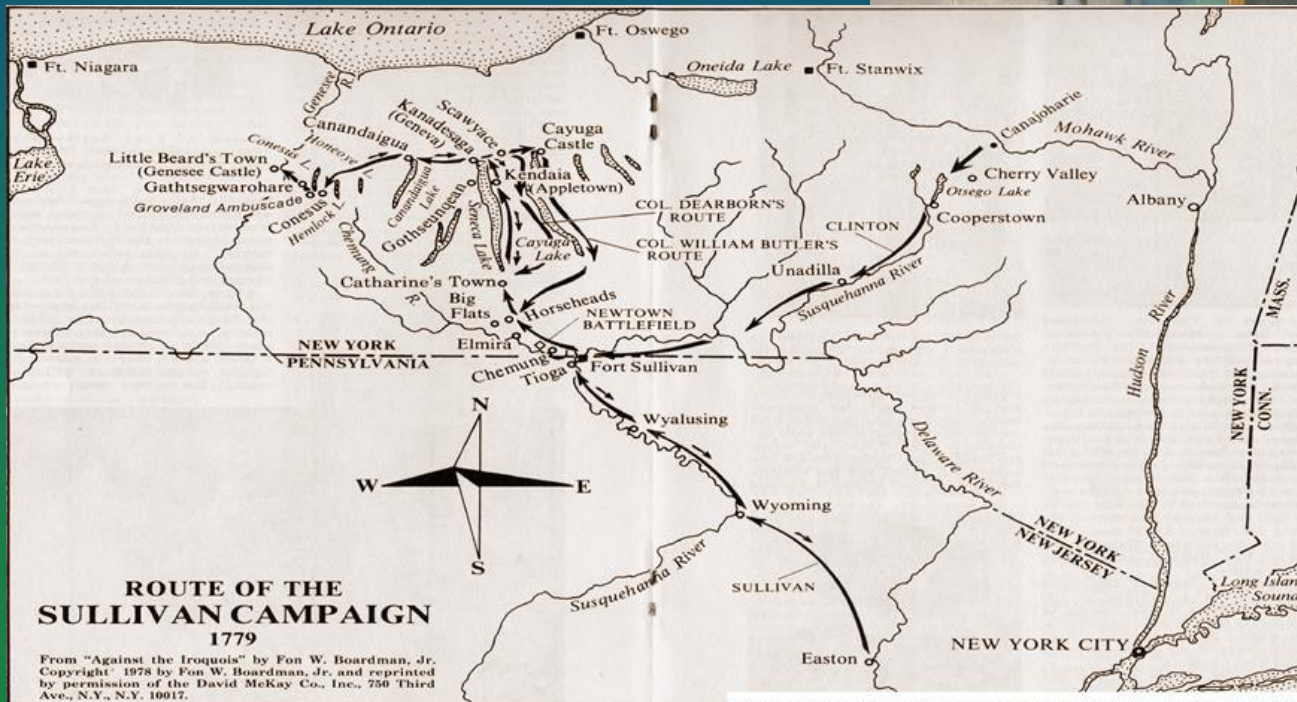 Lake Ontario
Ft. Oswego
Ft. Niagara
Oneida Lake
Ft. Stanwix
Genesee
R.
Scawyace
Kanadesaga
(Geneva)
Canandaigua
Cayuga
Castle
Canajoharie
Mohawk River
Conesus L.
Honeoye L.
Lake
Erie
Little Beard's Town
(Genesee Castle)
Gathtsegwarohare
Groveland Ambuscade
Conesus
Hemlock L.
Kendaia
(Appletown)
Canandaigua
Lake
Gothseunqean
Seneca Lake
COL. DEARBORN'S
ROUTE
COL. WILLIAM BUTLER'S
ROUTE
Cayuga
Lake
Cherry Valley
Otsego Lake
Cooperstown
Albany
CLINTON
Unadilla
Susquehanna River
Chemung
R.
Catharine's Town
Big
Flats
Horseheads
NEWTOWN
BATTLEFIELD
Elmira
NEW YORK
PENNSYLVANIA
Chemung
Tioga
Fort Sullivan
Hudson
River
MASS.
NEW YORK
CONN.
N
W
E
S
Wyalusing
Delaware River
Wyoming
NEW YORK
NEW JERSEY
Susquehanna River
SULLIVAN
Long Islan
Soun
NEW YORK CITY
Easton
ROUTE OF THE
SULLIVAN CAMPAIGN
1779
From "Against the Iroquois" by Fon W. Boardman, Jr.
Copyright 1978 by Fon W. Boardman, Jr. and reprinted
by permission of the David McKay Co., Inc., 750 Third
Ave., N.Y., N.Y. 10017.